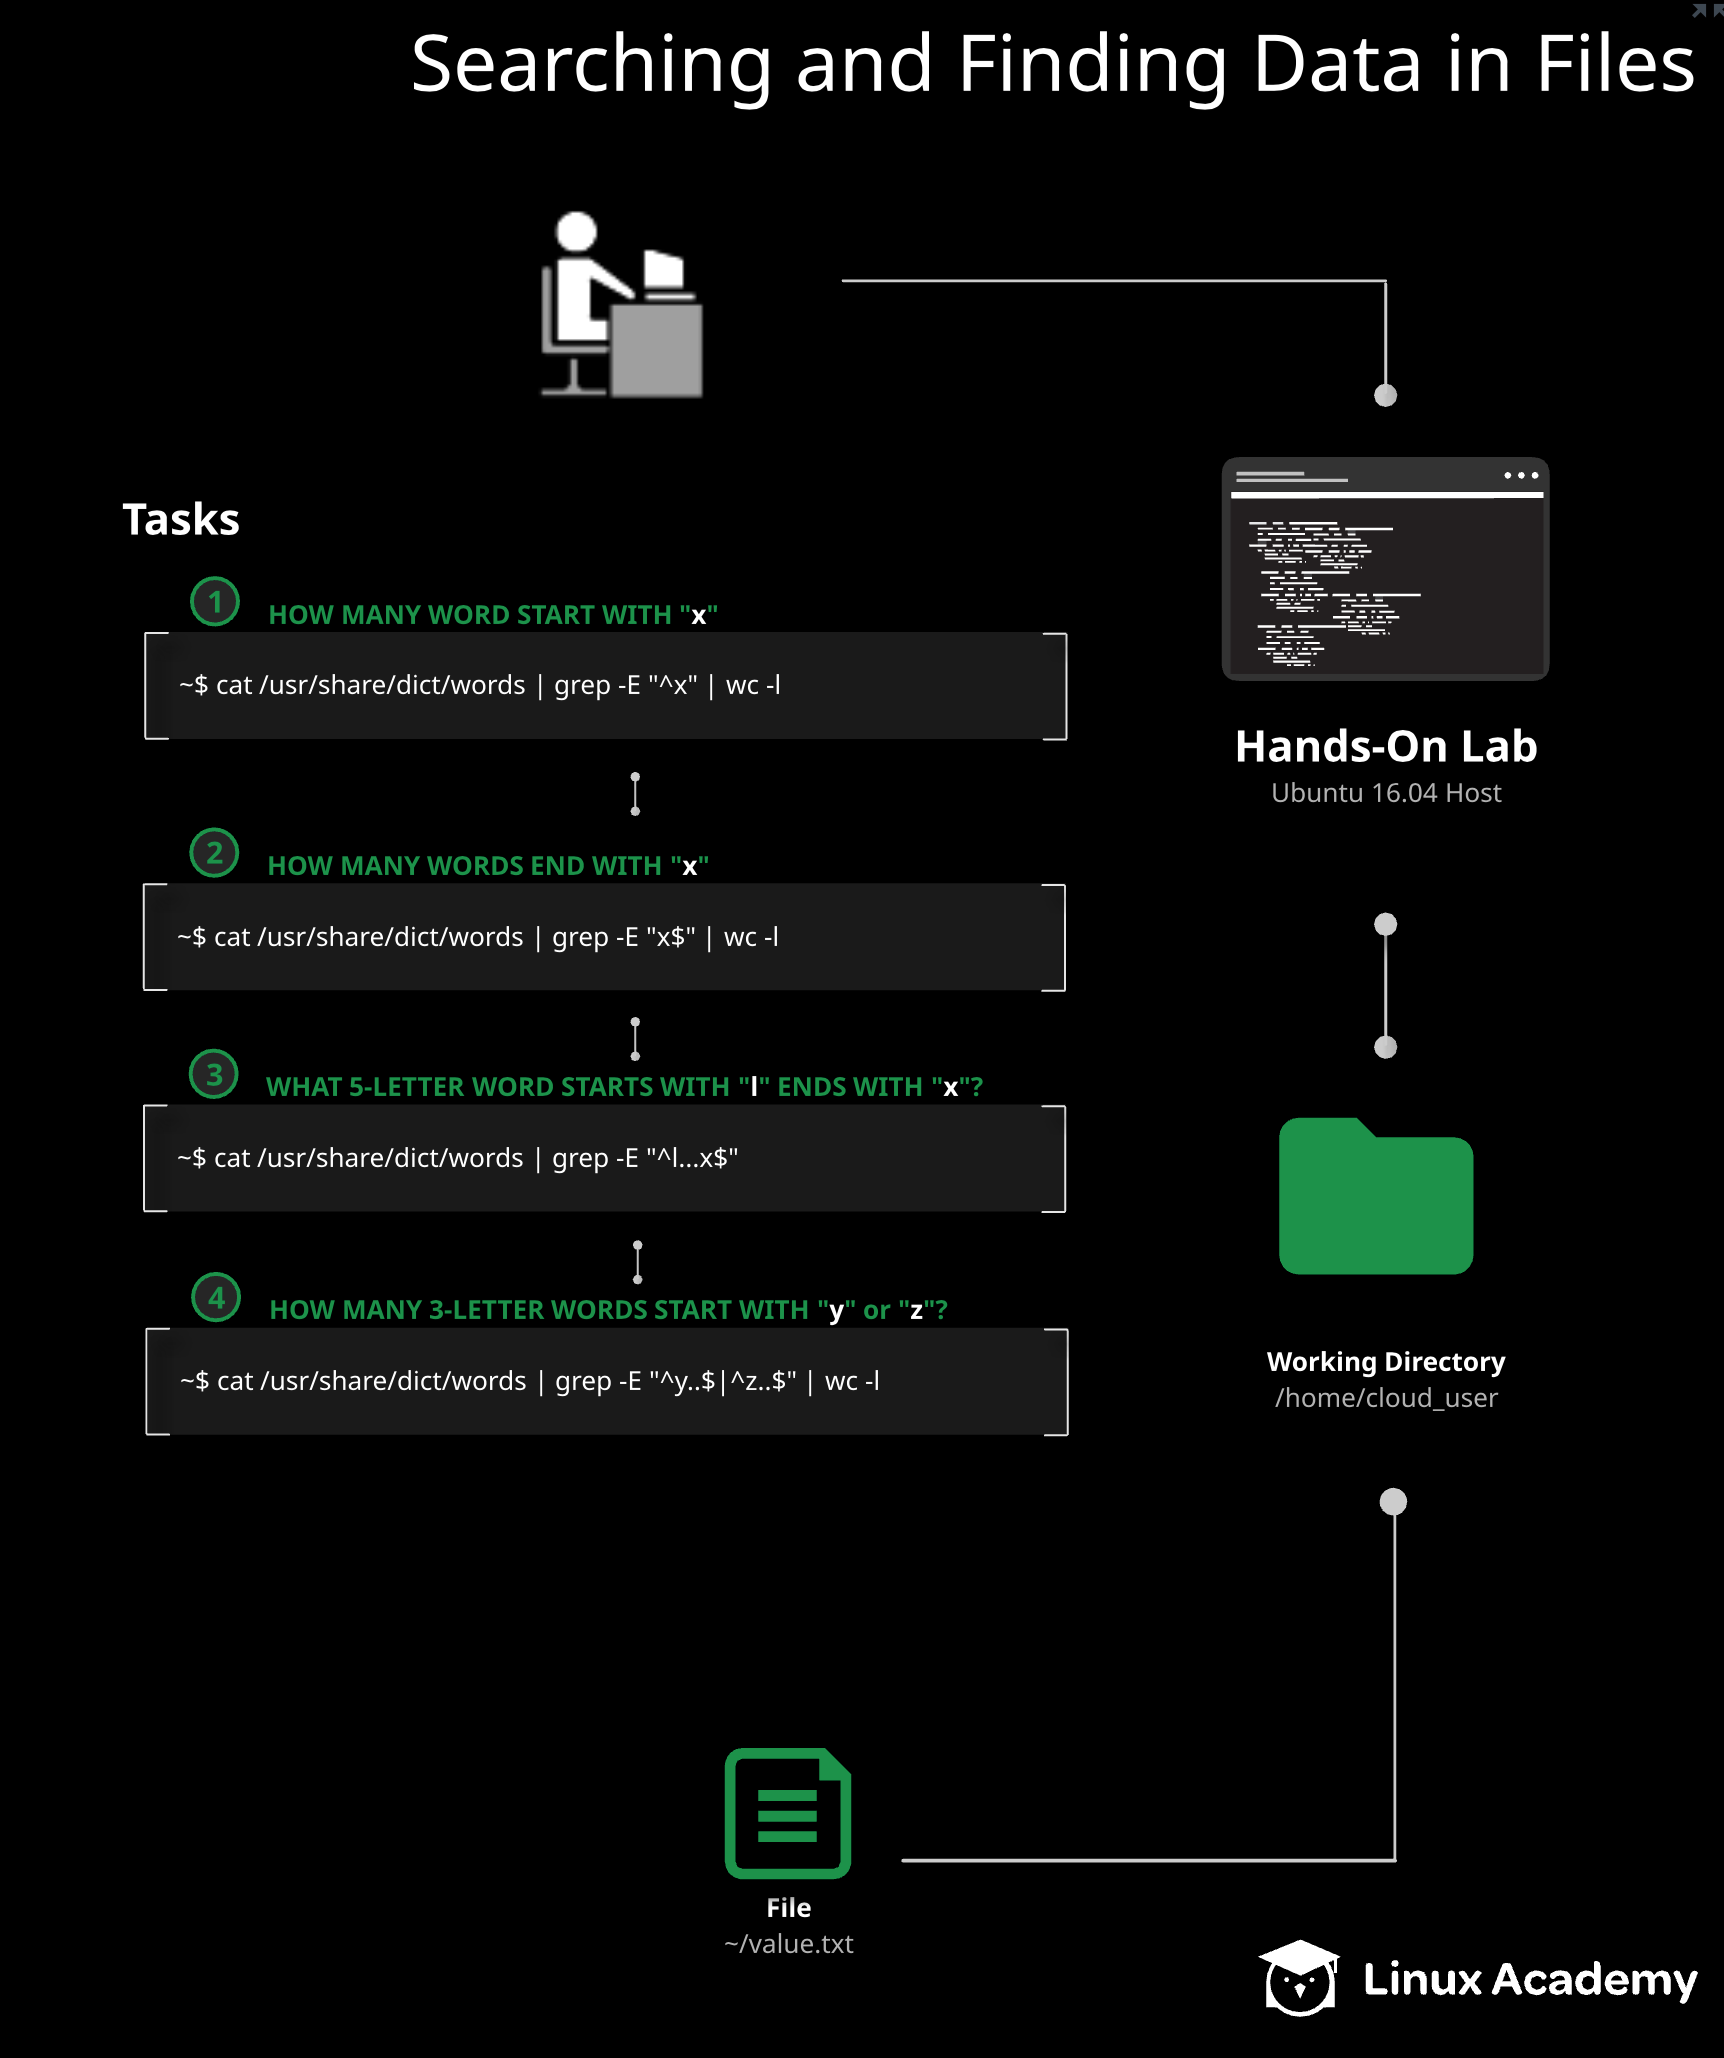 Searching and Finding Data in Files
Tasks
1
HOW MANY WORD START WITH "x"
~$ cat /usr/share/dict/words | grep -E "^x" | wc -l
2
HOW MANY WORDS END WITH "x"
~$ cat /usr/share/dict/words | grep -E "x$" | wc -l
3
WHAT 5-LETTER WORD STARTS WITH "l" ENDS WITH "x"?
~$ cat /usr/share/dict/words | grep -E "^l...x$"
4
HOW MANY 3-LETTER WORDS START WITH "y" or "z"?
~$ cat /usr/share/dict/words | grep -E "^y..$|^z..$" | wc -l
Hands-On Lab
Ubuntu 16.04 Host
Working Directory
/home/cloud_user
File
~/value.txt
Linux Academy